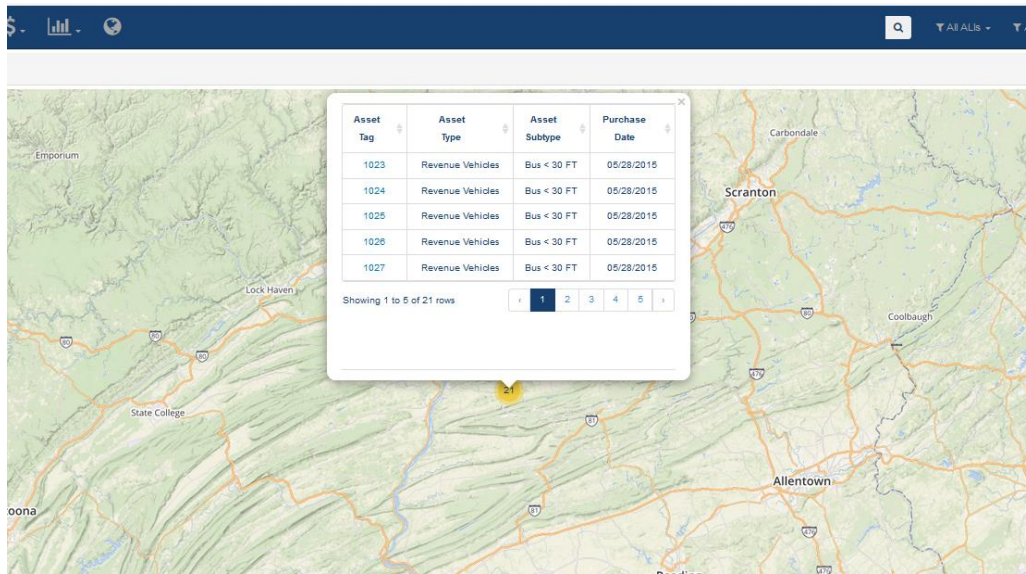 $
All ALIs
Asset Tag Asset Type Asset Subtype Purchase Date
1023 Revenue Vehicles Bus < 30 FT 05/28/2015
1024 Revenue Vehicles Bus < 30 FT 05/28/2015
1025 Revenue Vehicles Bus < 30 FT 05/28/2015
1026 Revenue Vehicles Bus < 30 FT 05/28/2015
1027 Revenue Vehicles Bus < 30 FT 05/28/2015
Showing 1 to 5 of 21 rows ‹ 1 2 3 4 5 ›
Emporium
Carbondale
Scranton
476
Lock Haven
80
80
80
80
Coolbaugh
476
21
State College
81
Allentown
oona
81
476
476